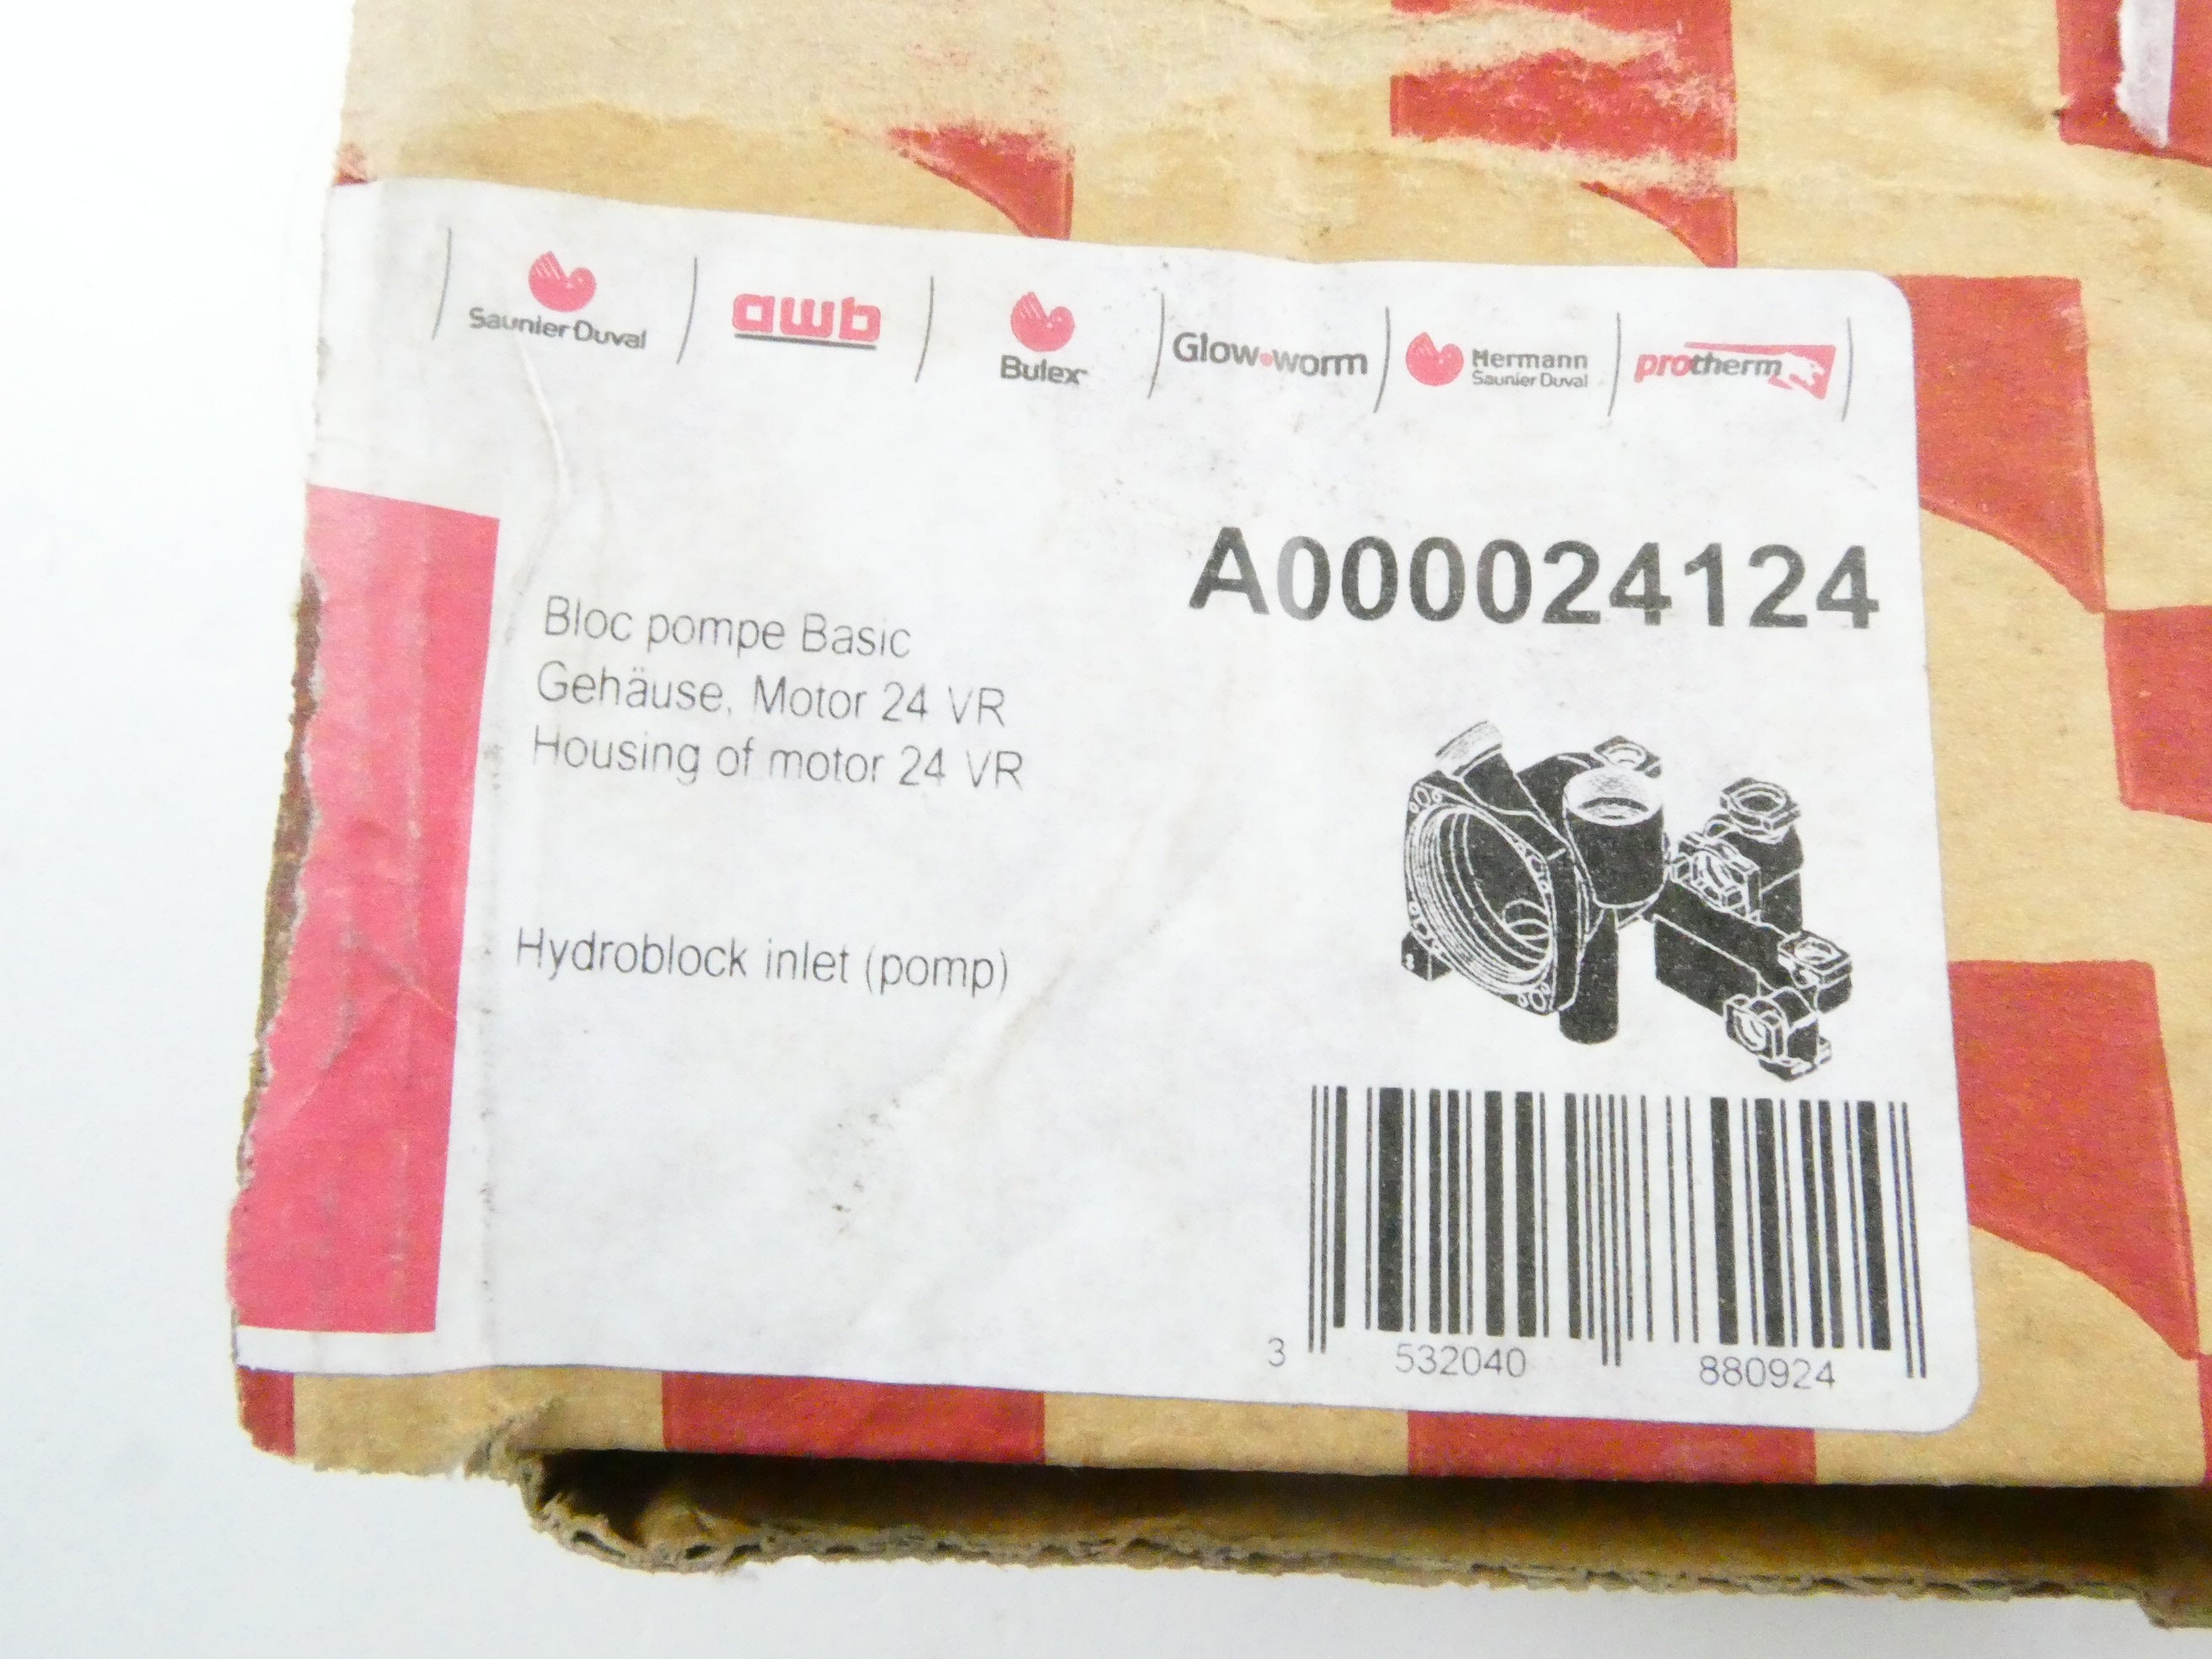 Saunier Duval awb Bulex Glow•worm Hermann Saunier Duval protherm
A000024124
Bloc pompe Basic
Gehäuse, Motor 24 VR
Housing of motor 24 VR
Hydroblock inlet (pomp)
3 532040 880924